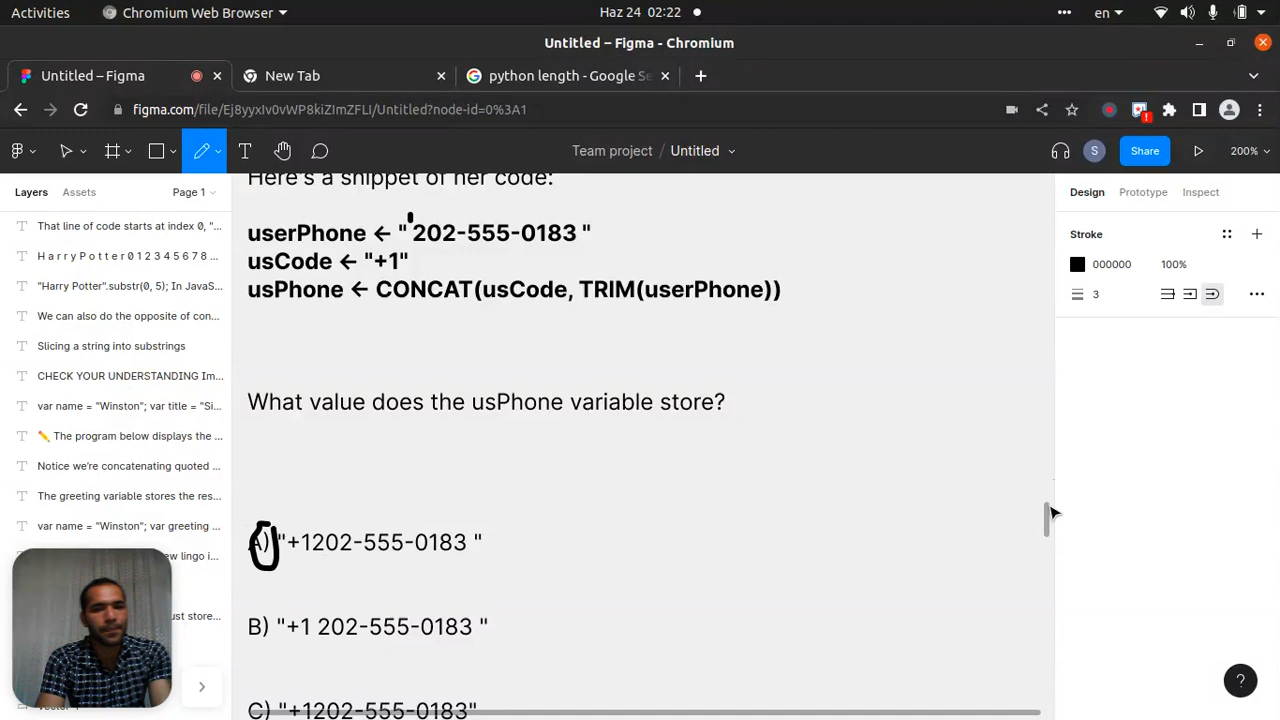 Activities
Chromium Web Browser
Haz 24 02:22
en
Untitled – Figma - Chromium
Untitled – Figma
New Tab
python length - Google Se
figma.com/file/Ej8yyxIv0vWP8kiZImZFLI/Untitled?node-id=0%3A1
Team project / Untitled
S
Share
200%
Layers
Assets
Page 1
Design
Prototype
Inspect
Stroke
000000
100%
3
That line of code starts at index 0, "...
H a r r y P o t t e r 0 1 2 3 4 5 6 7 8 ...
"Harry Potter".substr(0, 5); In JavaS...
We can also do the opposite of con...
Slicing a string into substrings
CHECK YOUR UNDERSTANDING Im...
var name = "Winston"; var title = "Si...
✏️ The program below displays the ...
Notice we're concatenating quoted ...
The greeting variable stores the res...
var name = "Winston"; var greeting ...
ew lingo i...
ust store...
Here's a snippet of her code:
userPhone ← " 202-555-0183 "
usCode ← "+1"
usPhone ← CONCAT(usCode, TRIM(userPhone))
What value does the usPhone variable store?
A) "+1202-555-0183 "
B) "+1 202-555-0183 "
C) "+1202-555-0183"
?